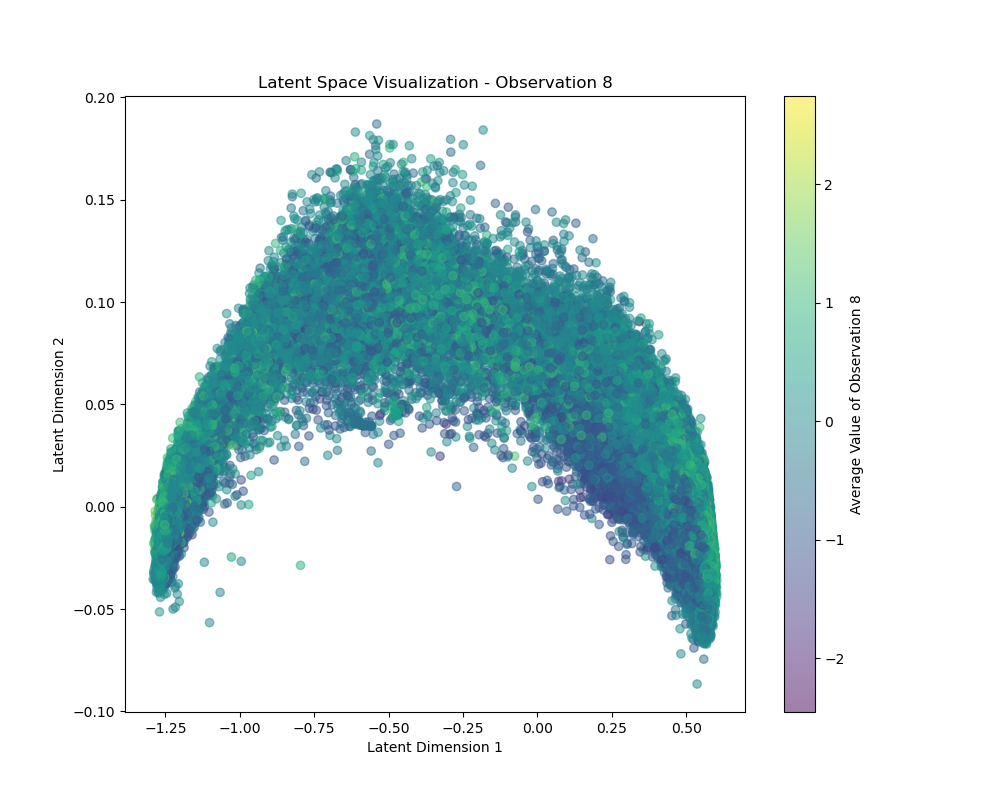 Latent Space Visualization - Observation 8
0.20
0.15
0.10
0.05
0.00
−0.05
−0.10
Latent Dimension 2
−1.25 −1.00 −0.75 −0.50 −0.25 0.00 0.25 0.50
Latent Dimension 1
2
1
0
−1
−2
Average Value of Observation 8